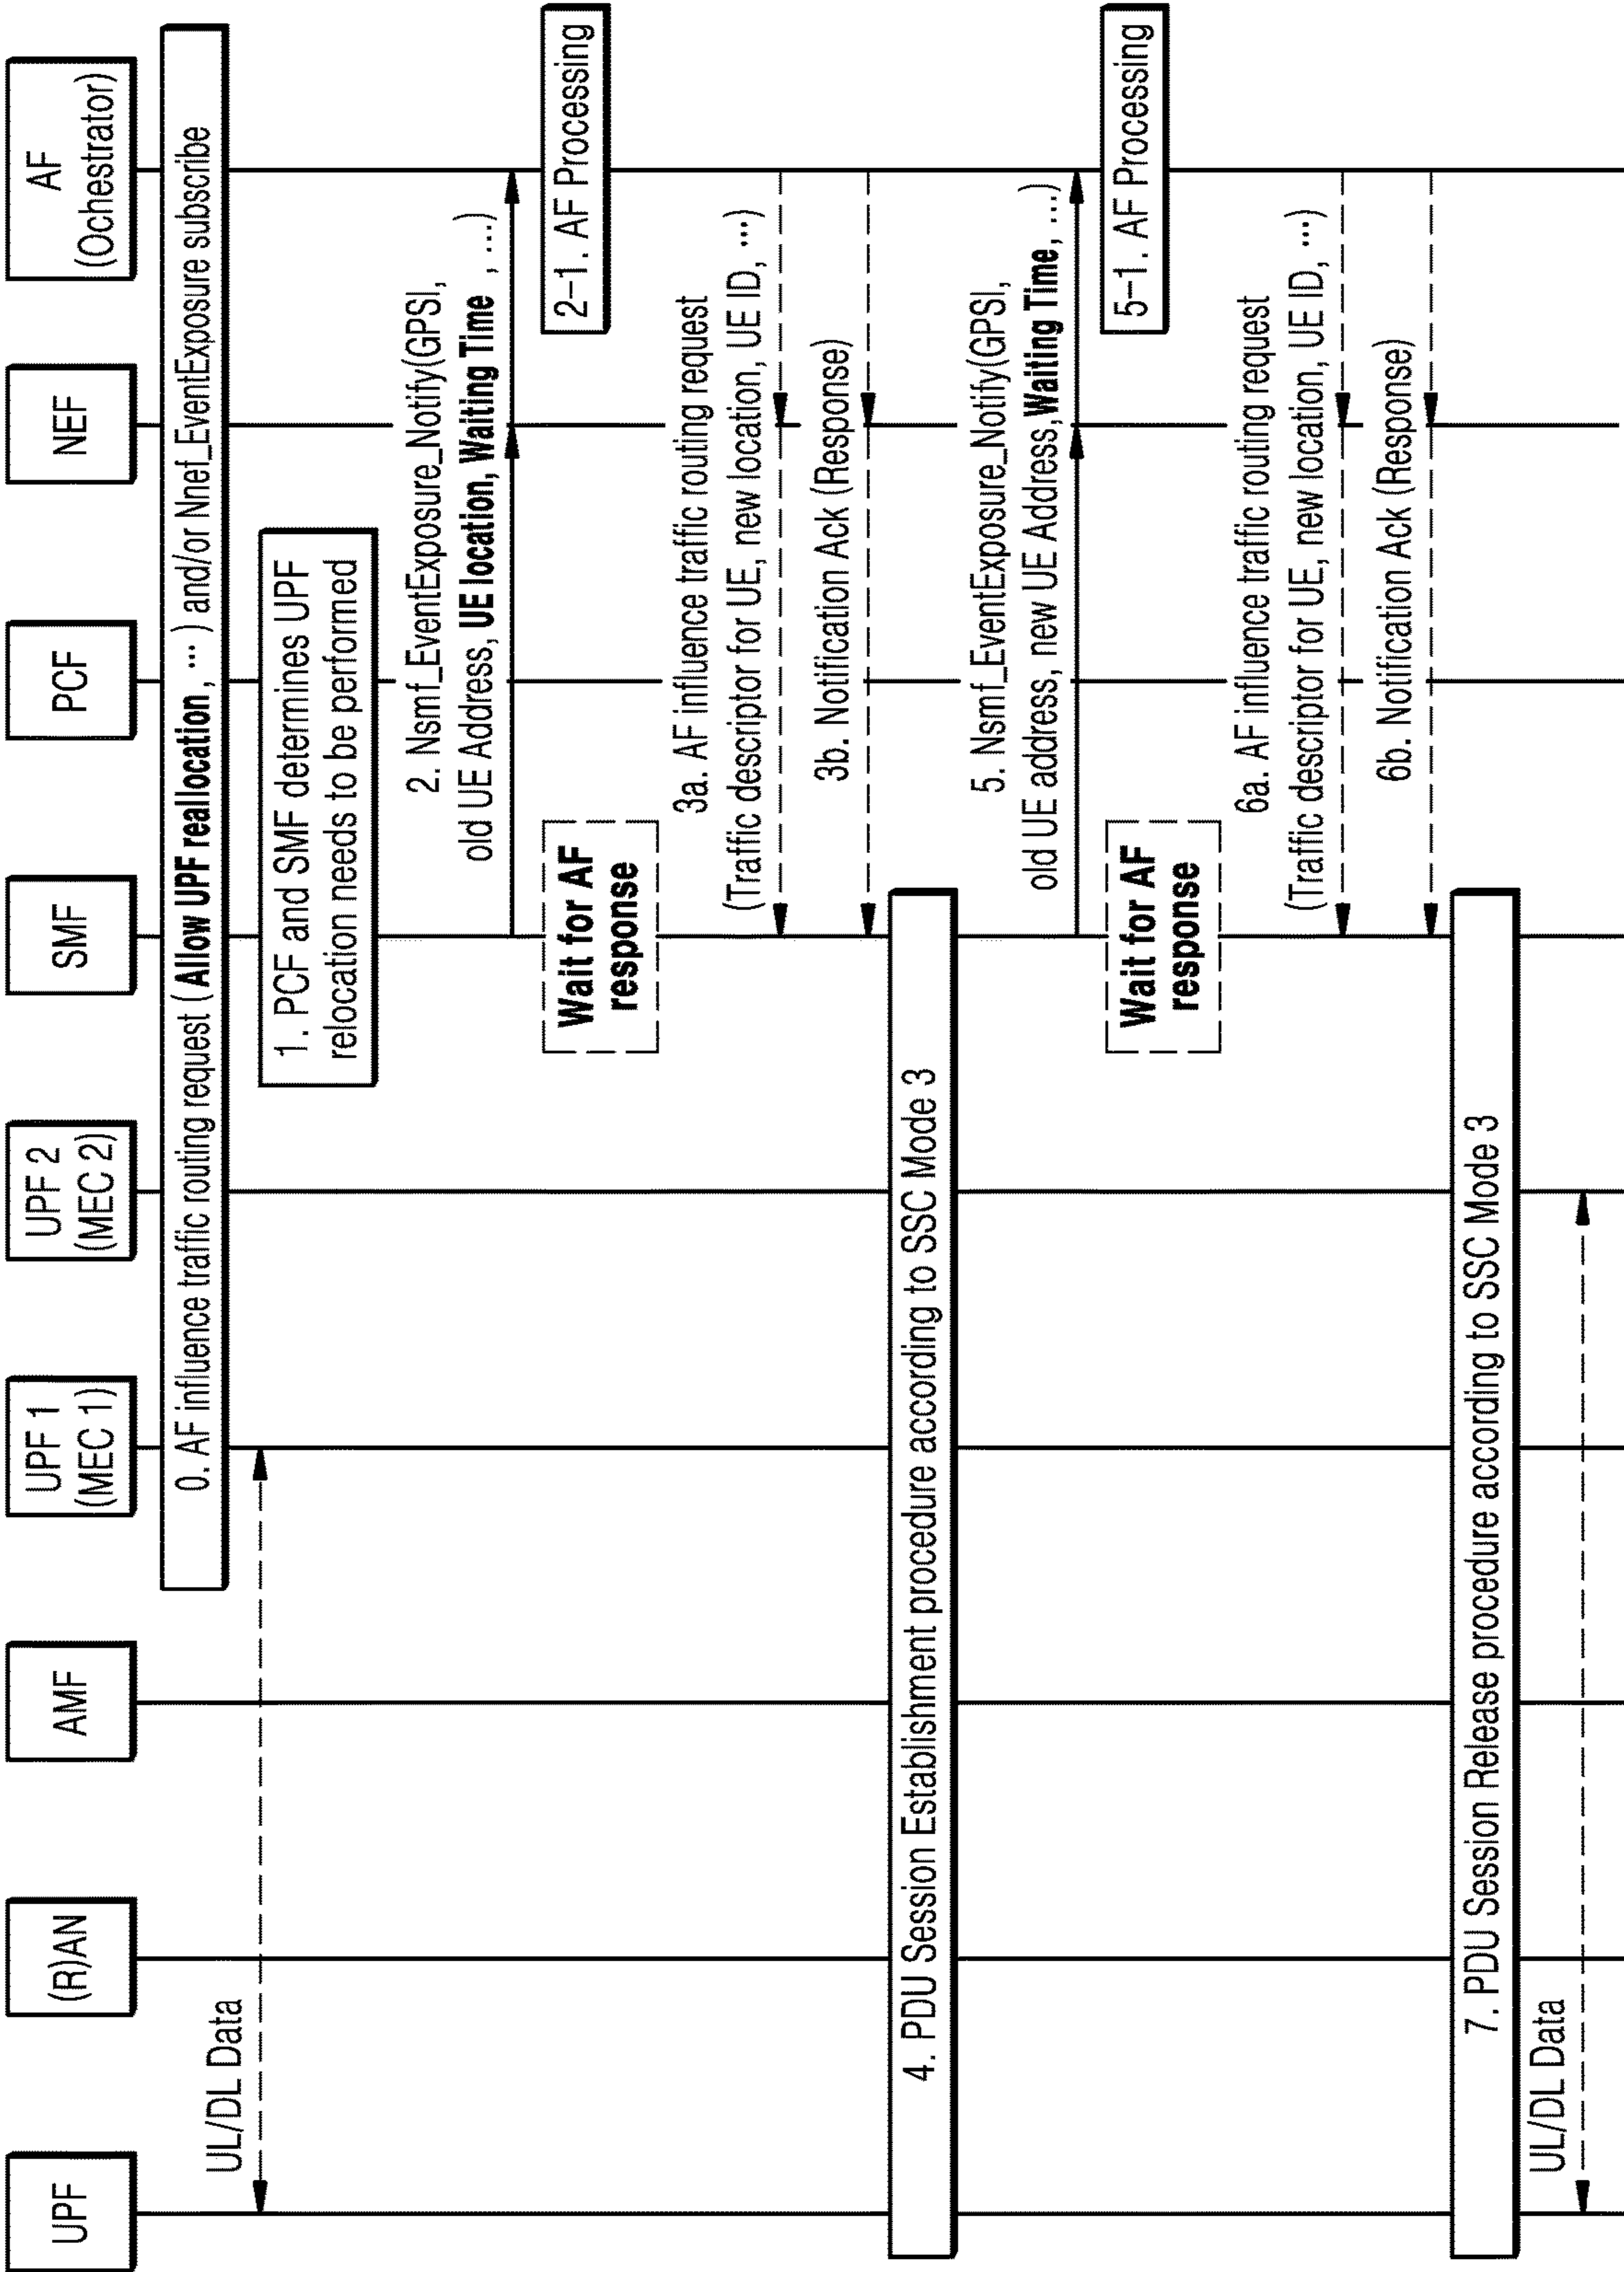 UPF
(R)AN
AMF
UPF 1
(MEC 1)
UPF 2
(MEC 2)
SMF
PCF
NEF
AF
(Ochestrator)
0. AF influence traffic routing request ( Allow UPF reallocation , ··· ) and/or Nnef_EventExposure subscribe
UL/DL Data
1. PCF and SMF determines UPF
relocation needs to be performed
2. Nsmf_EventExposure_Notify(GPSI,
old UE Address, UE location, Waiting Time , ···)
Wait for AF
response
2-1. AF Processing
3a. AF influence traffic routing request
(Traffic descriptor for UE, new location, UE ID, ···)
3b. Notification Ack (Response)
4. PDU Session Establishment procedure according to SSC Mode 3
5. Nsmf_EventExposure_Notify(GPSI,
old UE address, new UE Address, Waiting Time, ···)
Wait for AF
response
5-1. AF Processing
6a. AF influence traffic routing request
(Traffic descriptor for UE, new location, UE ID, ···)
6b. Notification Ack (Response)
7. PDU Session Release procedure according to SSC Mode 3
UL/DL Data